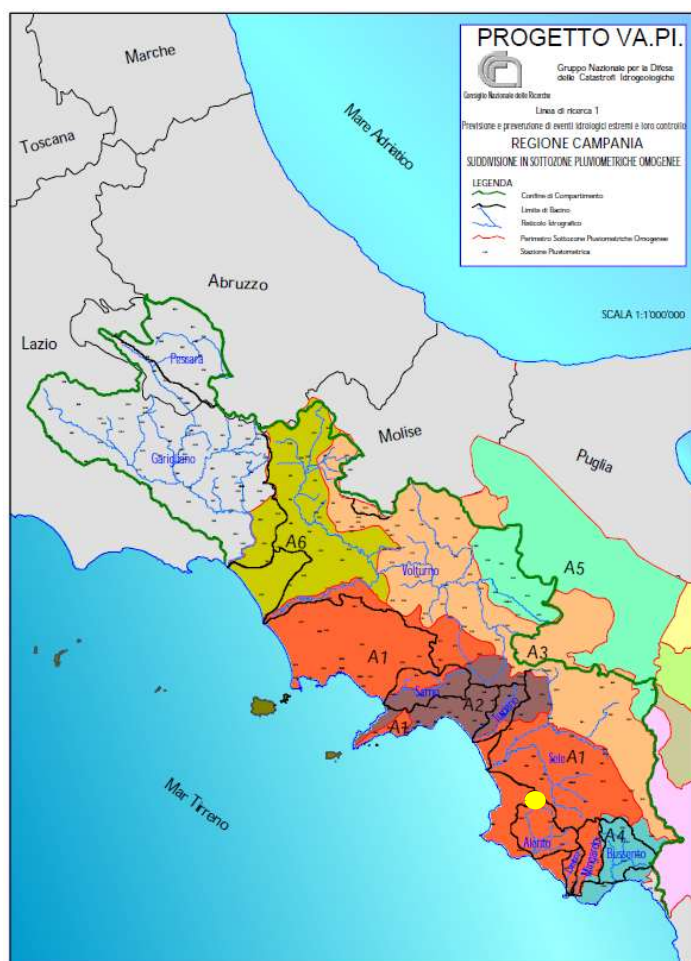 PROGETTO VA.PI.
Gruppo Nazionale per la Difesa
delle Catastrofi Idrogeologiche
Consiglio Nazionale delle Ricerche
Linea di ricerca 1
Previsione e prevenzione di eventi idrologici estremi e loro controllo
REGIONE CAMPANIA
SUDDIVISIONE IN SOTTOZONE PLUVIOMETRICHE OMOGENEE
LEGENDA
Confine di Compartimento
Limite di Bacino
Reticolo Idrografico
Perimetro Sottozone Pluviometriche Omogenee
Stazione Pluviometrica
SCALA 1:1'000'000
Marche
Toscana
Mare Adriatico
Abruzzo
Lazio
Pescara
Molise
Puglia
Garigliano
A6
Volturno
A5
A1
A3
Sarno
A2
A1
Sele
A1
Mar Tirreno
Alento
A4
Bussento
Mingardo